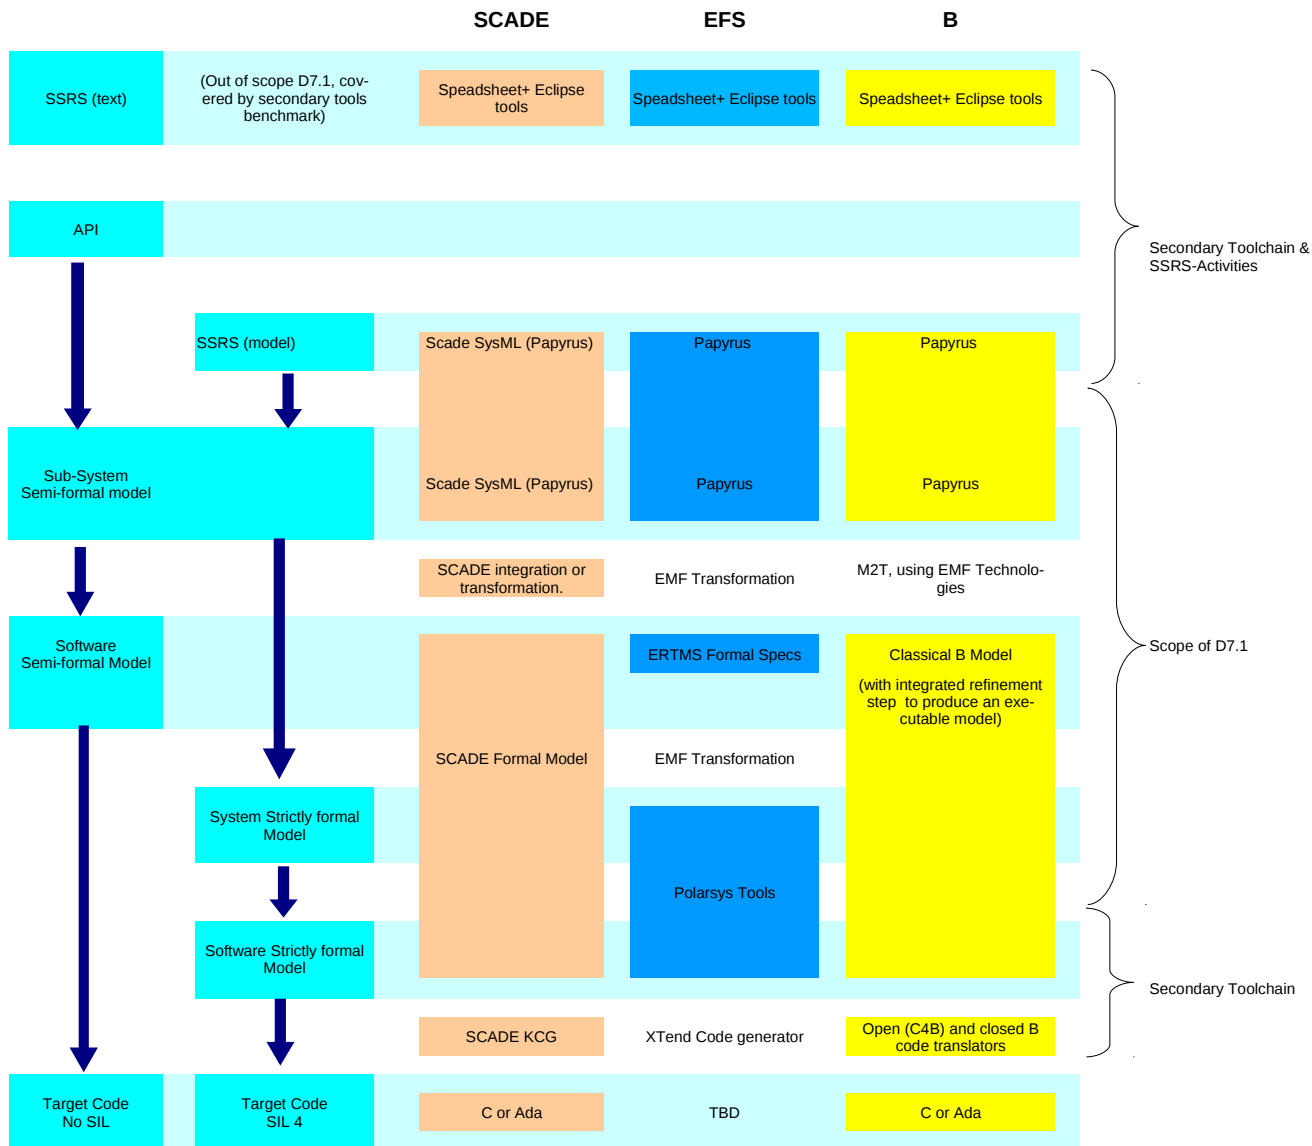 SCADE
EFS
B
SSRS (text)
(Out of scope D7.1, cov-
ered by secondary tools
benchmark)
Speadsheet+ Eclipse
tools
Speadsheet+ Eclipse tools
Speadsheet+ Eclipse tools
API
Secondary Toolchain &
SSRS-Activities
SSRS (model)
Scade SysML (Papyrus)
Papyrus
Papyrus
Sub-System
Semi-formal model
Scade SysML (Papyrus)
Papyrus
Papyrus
SCADE integration or
transformation.
EMF Transformation
M2T, using EMF Technolo-
gies
Software
Semi-formal Model
ERTMS Formal Specs
Classical B Model
(with integrated refinement
step to produce an exe-
cutable model)
Scope of D7.1
SCADE Formal Model
EMF Transformation
System Strictly formal
Model
Polarsys Tools
Software Strictly formal
Model
Secondary Toolchain
SCADE KCG
XTend Code generator
Open (C4B) and closed B
code translators
Target Code
No SIL
Target Code
SIL 4
C or Ada
TBD
C or Ada